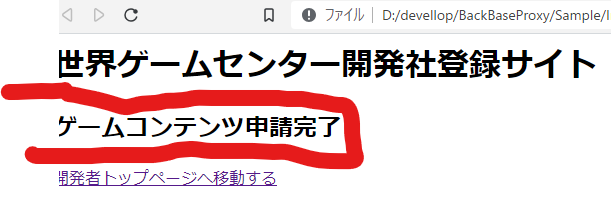 ファイル D:/devellop/BackBaseProxy/Sample/I
世界ゲームセンター開発社登録サイト
ゲームコンテンツ申請完了
開発者トップページへ移動する